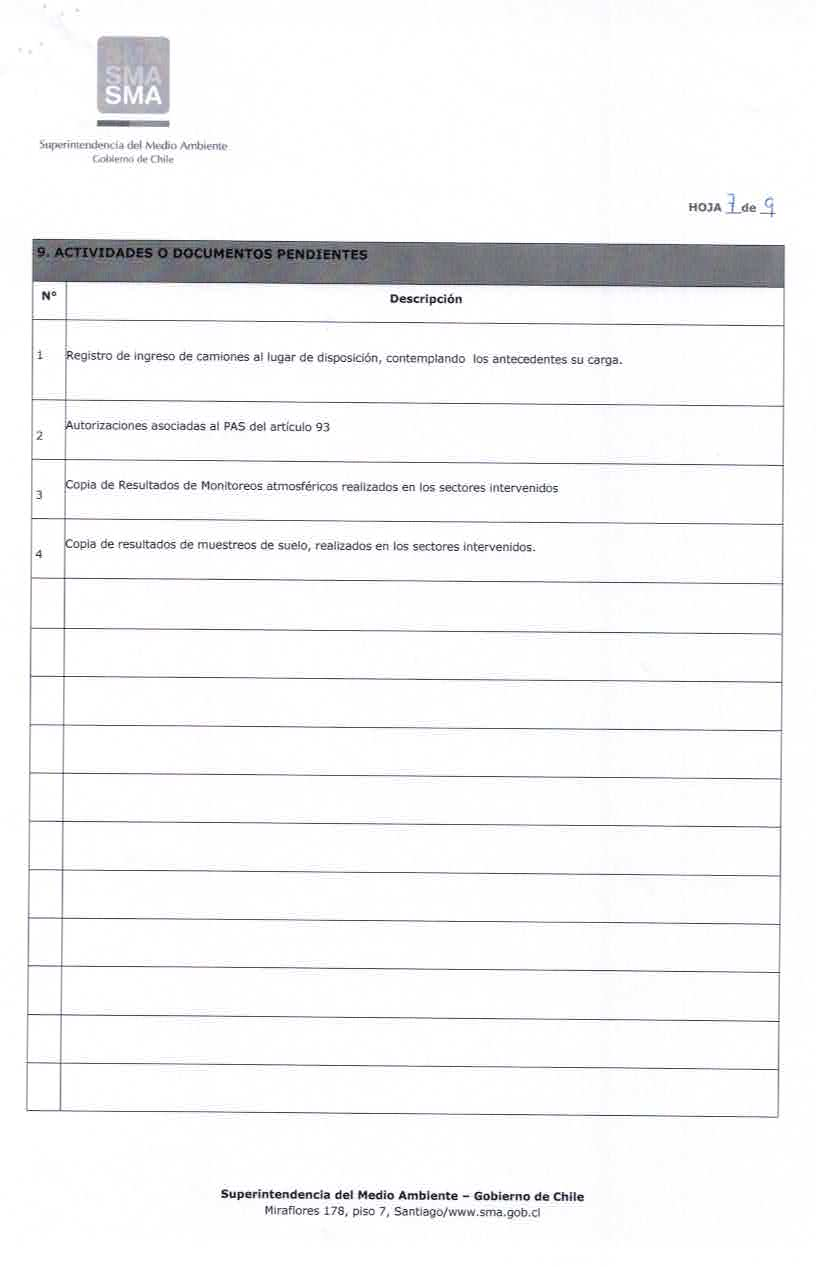 SMA
SMA
SMA
Superintendencia del Medio Ambiente
Gobierno de Chile
HOJA 7 de 9
9. ACTIVIDADES O DOCUMENTOS PENDIENTES
N° Descripción
1 Registro de ingreso de camiones al lugar de disposición, contemplando los antecedentes su carga.
2 Autorizaciones asociadas al PAS del artículo 93
3 Copia de Resultados de Monitoreos atmosféricos realizados en los sectores intervenidos
4 Copia de resultados de muestreos de suelo, realizados en los sectores intervenidos.
Superintendencia del Medio Ambiente – Gobierno de Chile
Miraflores 178, piso 7, Santiago/www.sma.gob.cl